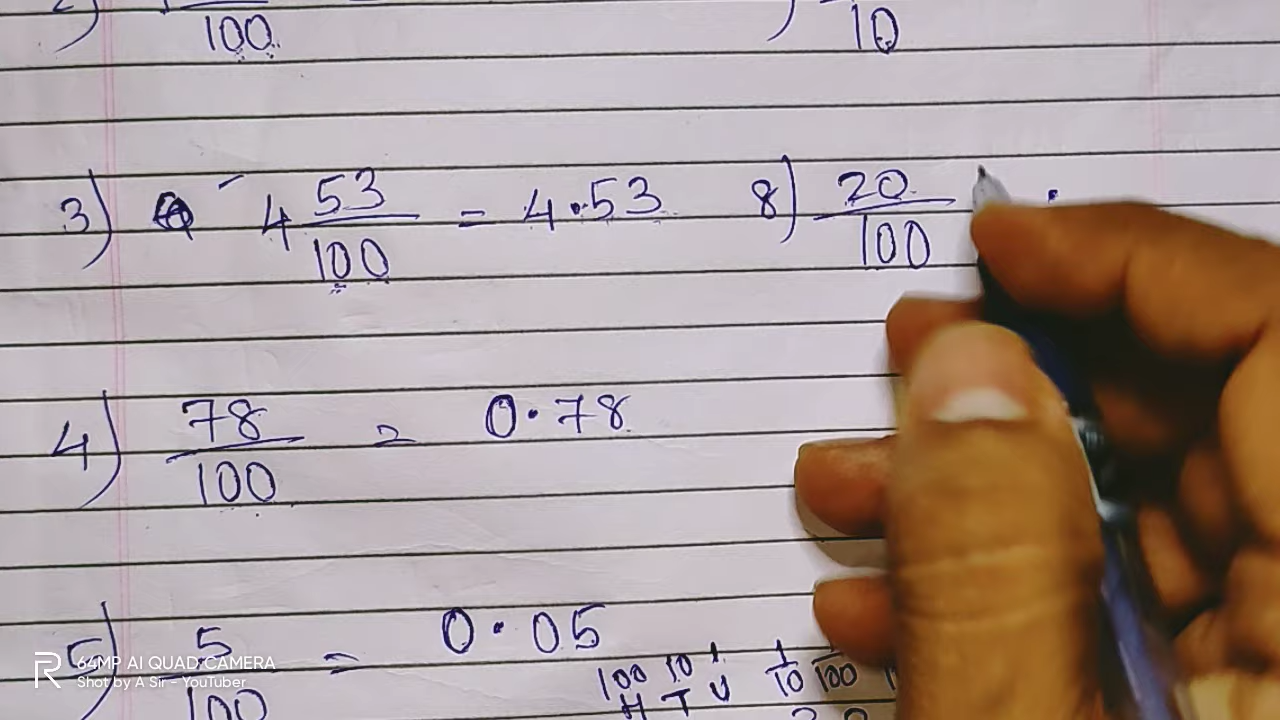 100
10
3) 4 53/100 = 4.53
8) 20/100 .
4) 78/100 = 0.78
5) 5/100 = 0.05
100 10 1 1/10 1/100
H T U
64MP AI QUAD CAMERA
Shot by A Sir - YouTuber